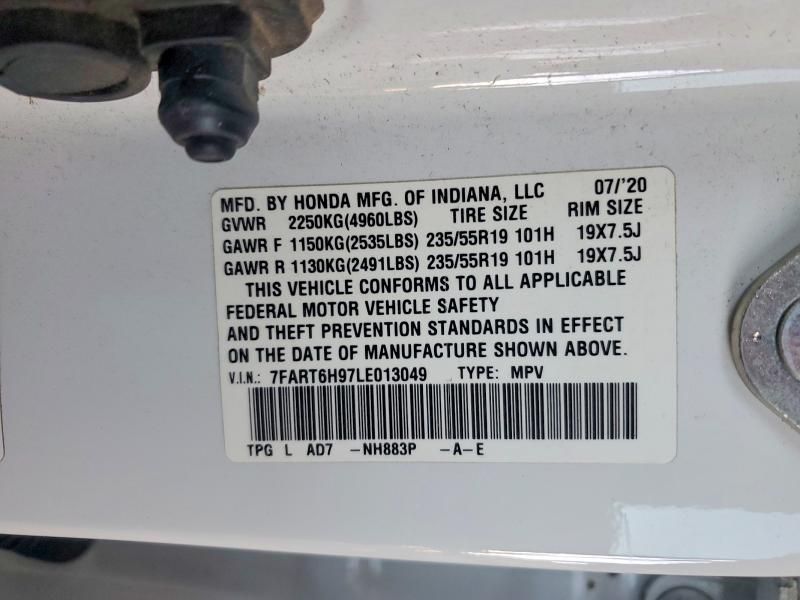 MFD. BY HONDA MFG. OF INDIANA, LLC 07/'20
GVWR 2250KG(4960LBS) TIRE SIZE RIM SIZE
GAWR F 1150KG(2535LBS) 235/55R19 101H 19X7.5J
GAWR R 1130KG(2491LBS) 235/55R19 101H 19X7.5J
THIS VEHICLE CONFORMS TO ALL APPLICABLE
FEDERAL MOTOR VEHICLE SAFETY
AND THEFT PREVENTION STANDARDS IN EFFECT
ON THE DATE OF MANUFACTURE SHOWN ABOVE.
V.I.N.: 7FART6H97LE013049 TYPE: MPV
TPG L AD7 -NH883P -A-E